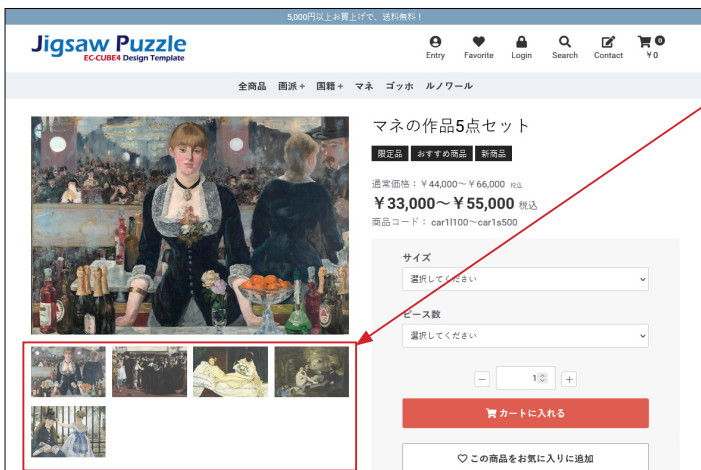 5,000円以上お買上げで、送料無料！
Jigsaw Puzzle
EC-CUBE4 Design Template
Entry
Favorite
Login
Search
Contact
0
￥0
全商品 画派＋ 国籍＋ マネ ゴッホ ルノワール
マネの作品5点セット
限定品 おすすめ商品 新商品
通常価格：￥44,000～￥66,000 税込
￥33,000～￥55,000 税込
商品コード： car1l100～car1s500
サイズ
選択してください
ピース数
選択してください
1
カートに入れる
この商品をお気に入りに追加